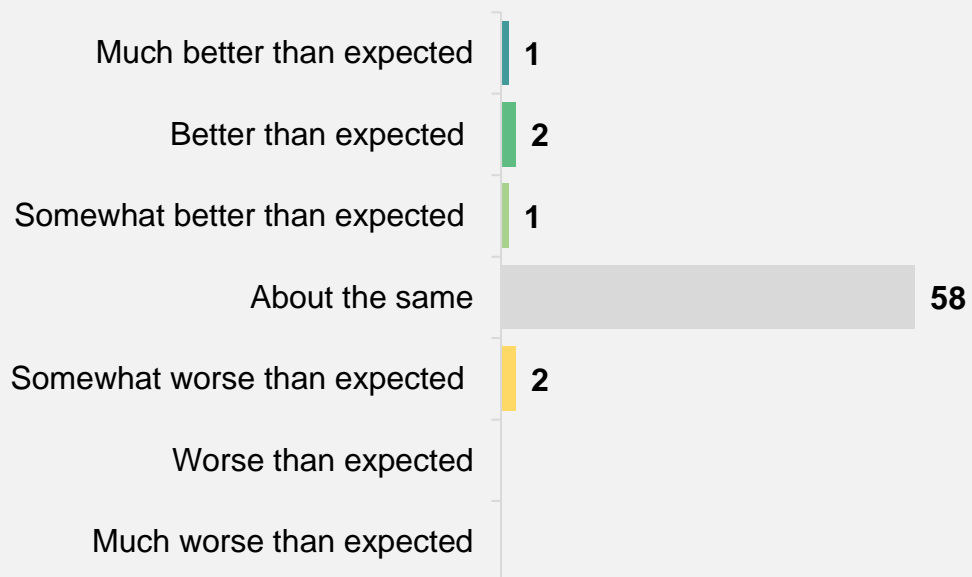 Much better than expected 1
Better than expected 2
Somewhat better than expected 1
About the same 58
Somewhat worse than expected 2
Worse than expected
Much worse than expected